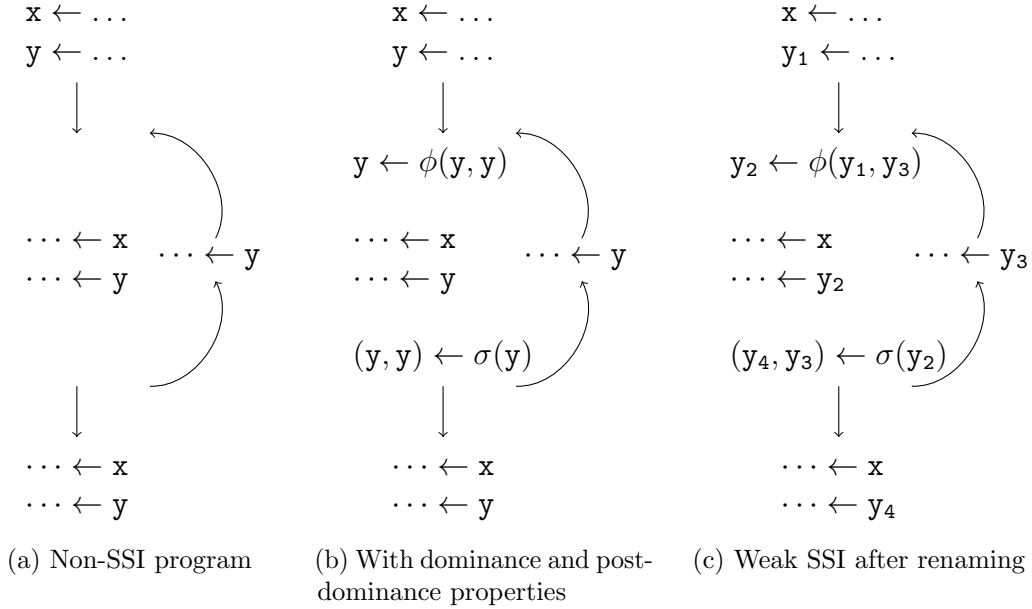 x ← ...
y ← ...
··· ← x
··· ← y
··· ← y
··· ← x
··· ← y
(a) Non-SSI program
x ← ...
y ← ...
y ← ϕ(y, y)
··· ← x
··· ← y
··· ← y
(y, y) ← σ(y)
··· ← x
··· ← y
(b) With dominance and post-
dominance properties
x ← ...
y₁ ← ...
y₂ ← ϕ(y₁, y₃)
··· ← x
··· ← y₂
··· ← y₃
(y₄, y₃) ← σ(y₂)
··· ← x
··· ← y₄
(c) Weak SSI after renaming